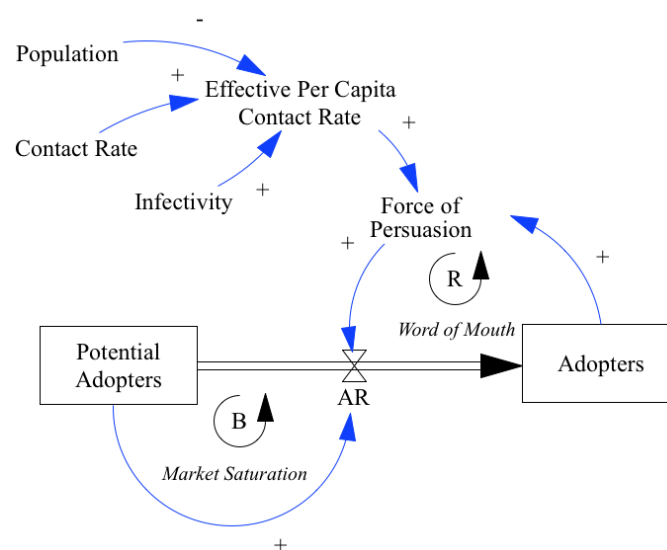 -
Population
+
Effective Per Capita
Contact Rate
+
Contact Rate
Infectivity
+
Force of
Persuasion
+
+
R
Word of Mouth
Potential
Adopters
Adopters
AR
B
Market Saturation
+